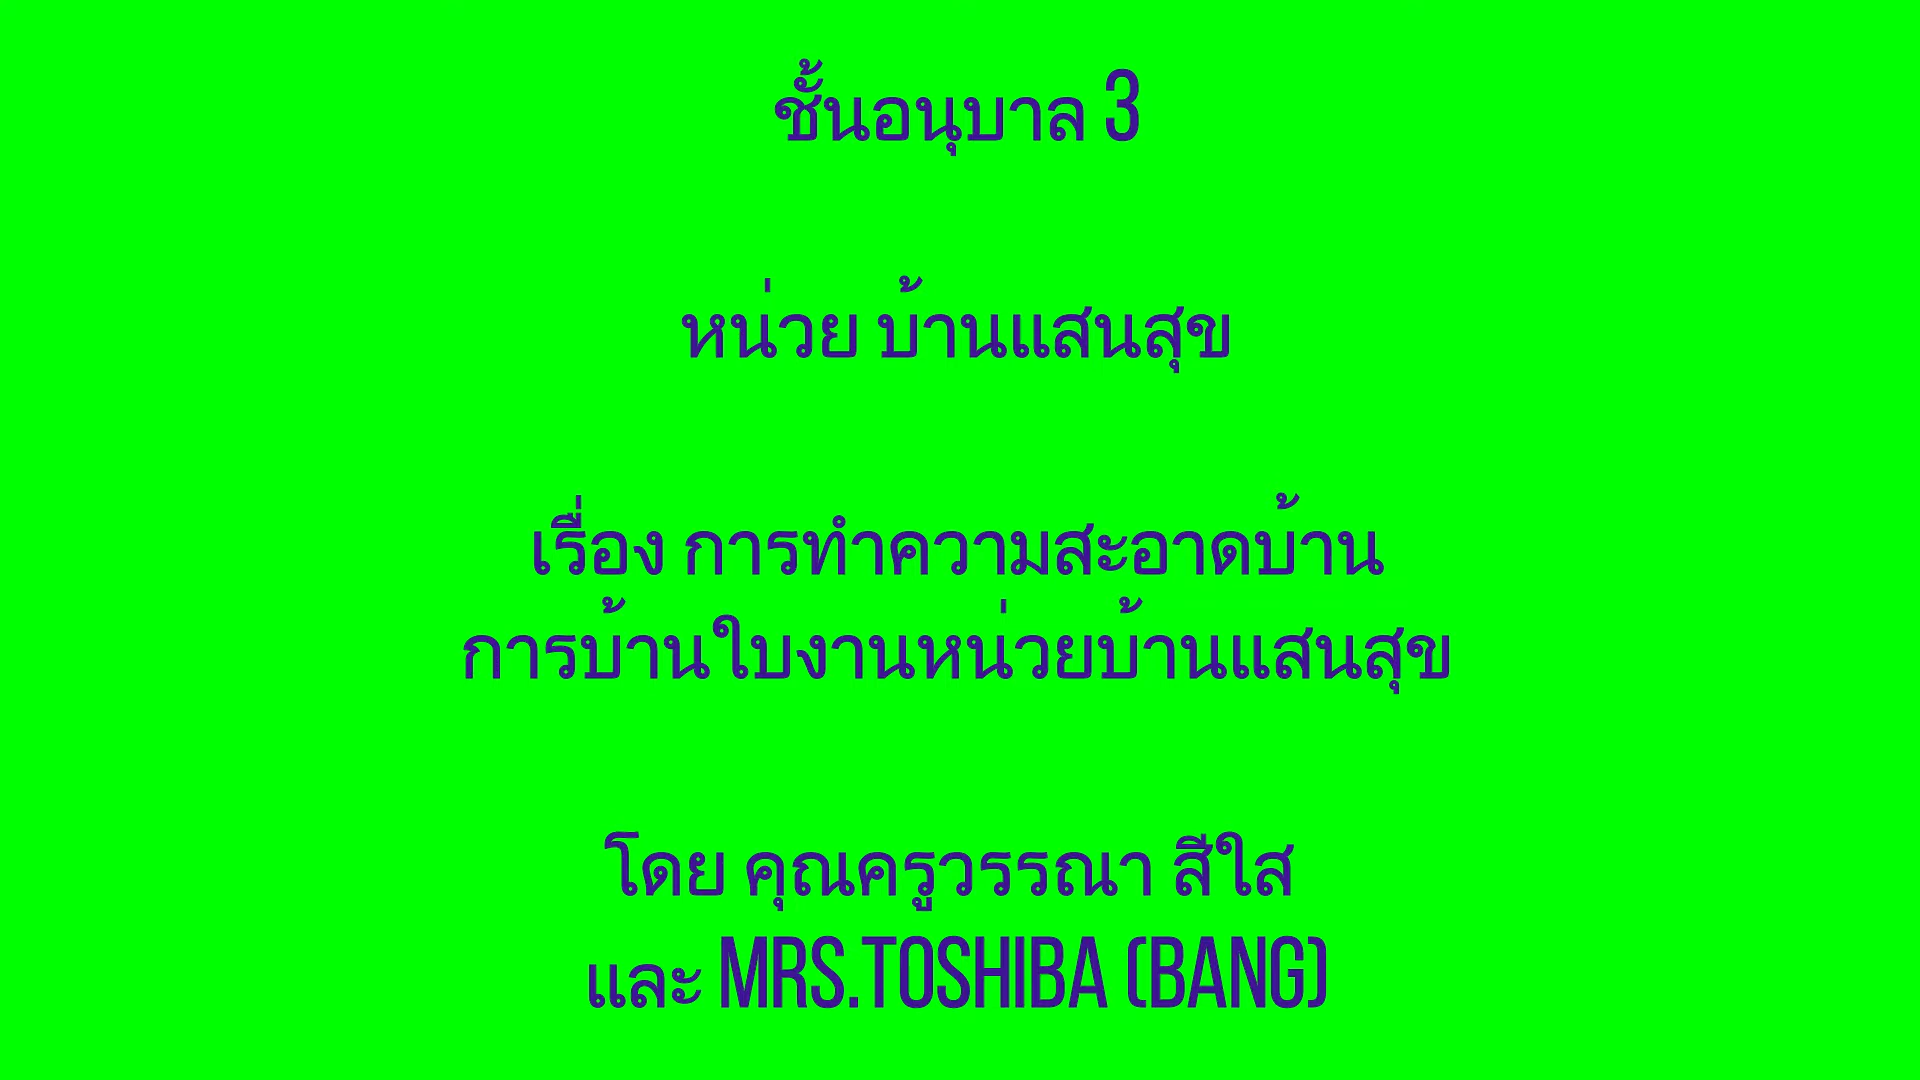 ชั้นอนุบาล 3
หน่วย บ้านแสนสุข
เรื่อง การทำความสะอาดบ้าน
การบ้านใบงานหน่วยบ้านแสนสุข
โดย คุณครูวรรณา สีใส
และ MRS.TOSHIBA (BANG)